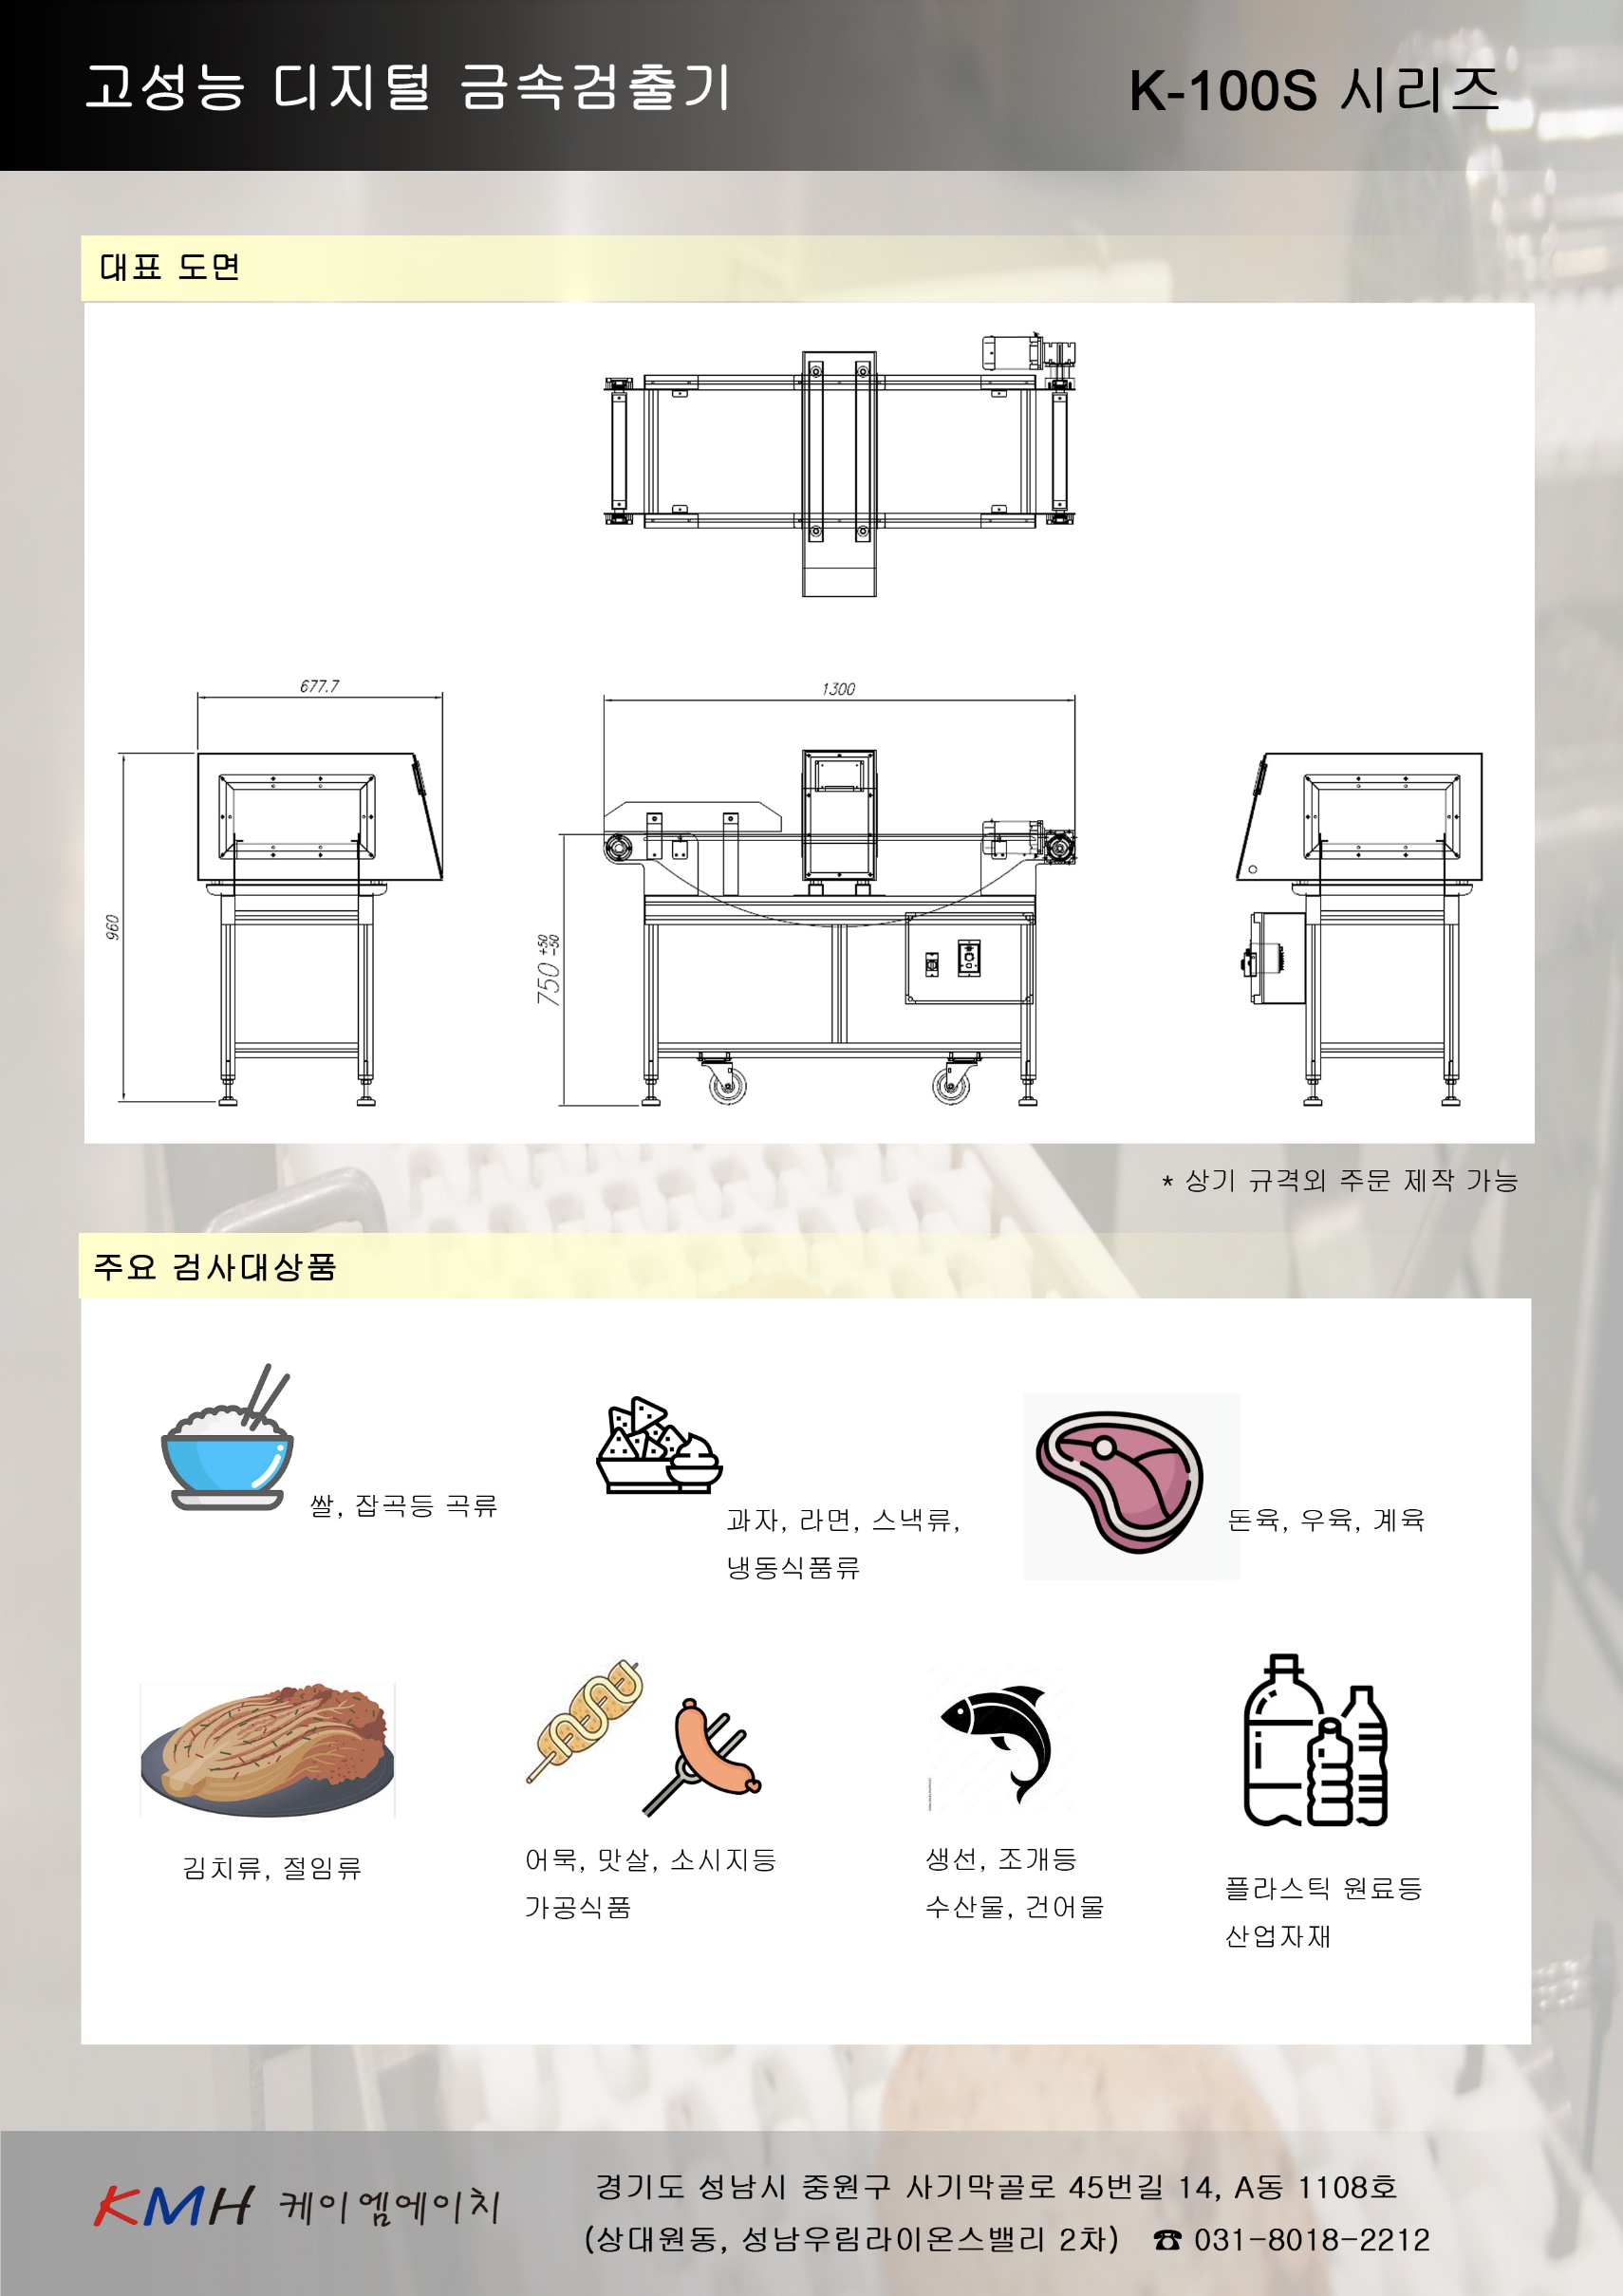 고성능 디지털 금속검출기
K-100S 시리즈
대표 도면
677.7
1300
960
750 +50 -50
* 상기 규격외 주문 제작 가능
주요 검사대상품
쌀, 잡곡등 곡류
과자, 라면, 스낵류,
냉동식품류
돈육, 우육, 계육
김치류, 절임류
어묵, 맛살, 소시지등
가공식품
생선, 조개등
수산물, 건어물
플라스틱 원료등
산업자재
KMH 케이엠에이치
경기도 성남시 중원구 사기막골로 45번길 14, A동 1108호
(상대원동, 성남우림라이온스밸리 2차) ☎ 031-8018-2212